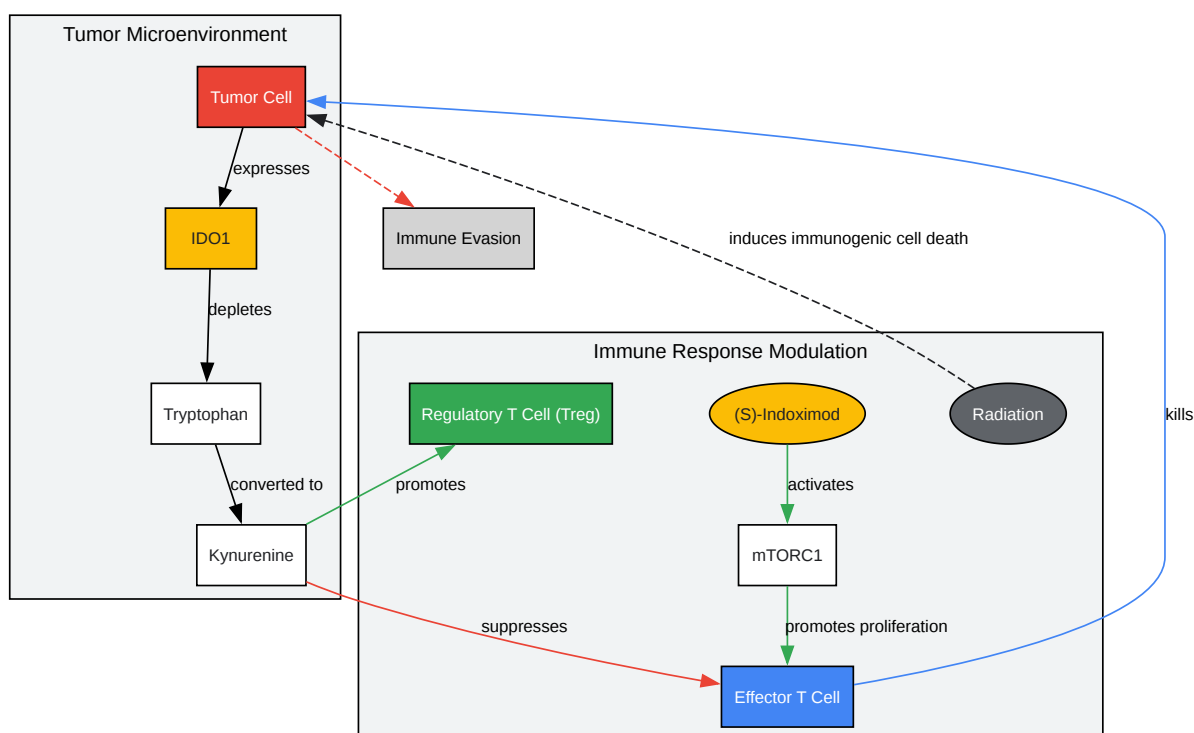 Tumor Microenvironment
Tumor Cell
expresses
IDO1
Immune Evasion
induces immunogenic cell death
depletes
Immune Response Modulation
Tryptophan
Regulatory T Cell (Treg)
(S)-Indoximod
Radiation
kills
converted to
promotes
activates
Kynurenine
mTORC1
suppresses
promotes proliferation
Effector T Cell